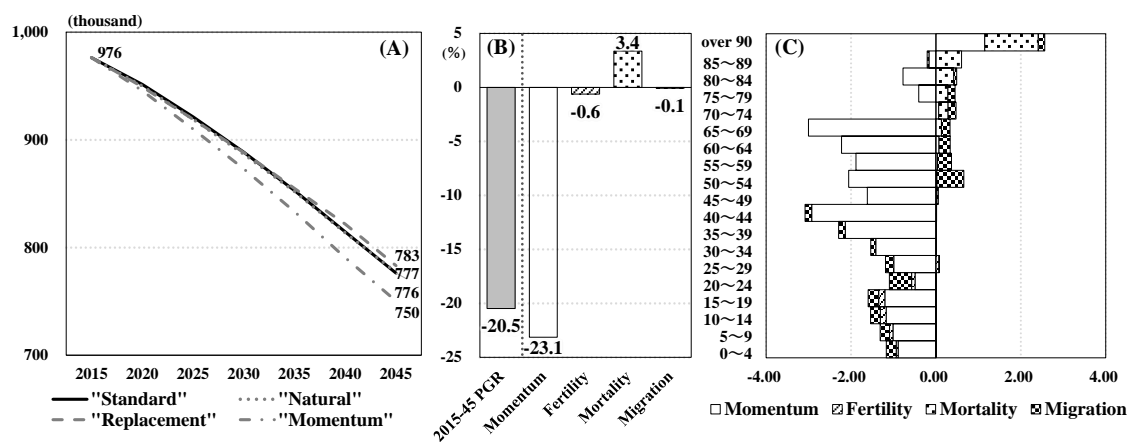 (thousand)
1,000
900
800
700
(A)
976
783
777
776
750
2015 2020 2025 2030 2035 2040 2045
"Standard" "Natural"
"Replacement" "Momentum"
(B)
(%)
5
0
-5
-10
-15
-20
-25
-20.5
-23.1
-0.6
3.4
-0.1
2015-45 PGR
Momentum
Fertility
Mortality
Migration
(C)
over 90
85～89
80～84
75～79
70～74
65～69
60～64
55～59
50～54
45～49
40～44
35～39
30～34
25～29
20～24
15～19
10～14
5～9
0～4
-4.00 -2.00 0.00 2.00 4.00
Momentum Fertility Mortality Migration